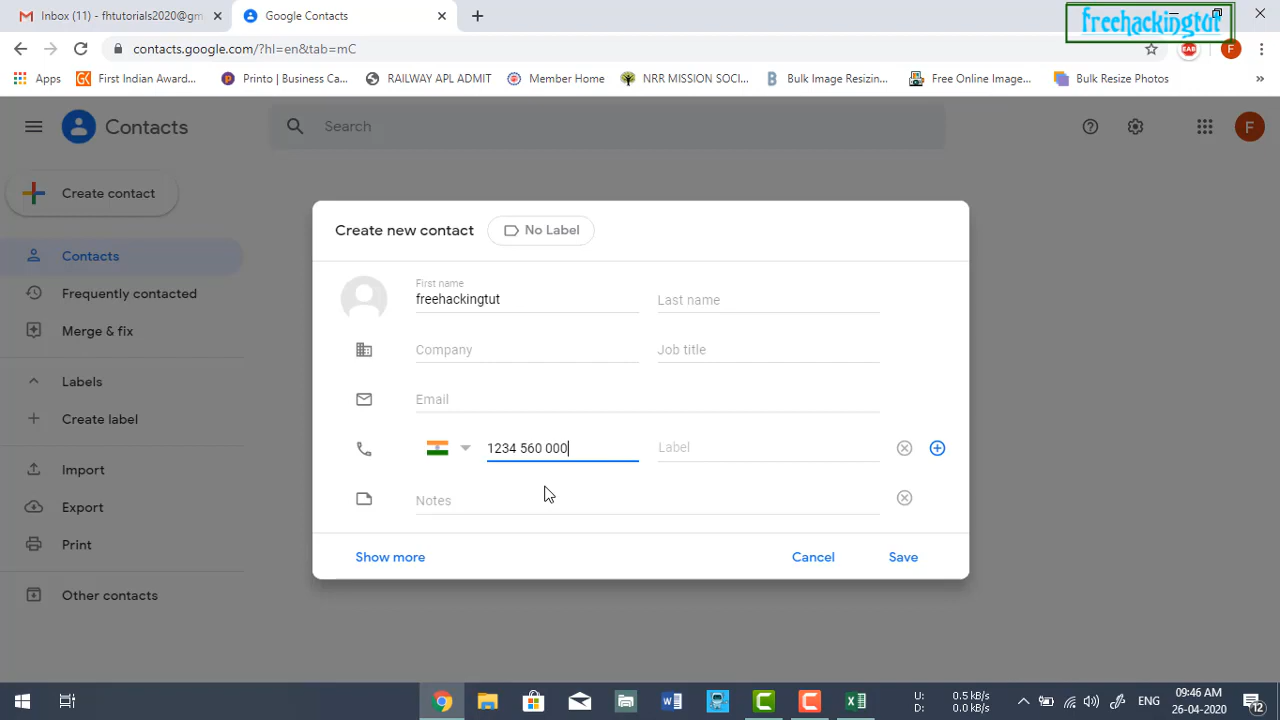 Inbox (11) - fhtutorials2020@gm
Google Contacts
freehackingtut
contacts.google.com/?hl=en&tab=mC
EAB
F
Apps
GK
First Indian Award...
Printo | Business Ca...
RAILWAY APL ADMIT
Member Home
NRR MISSION SOCI...
B
Bulk Image Resizin...
Free Online Image...
Bulk Resize Photos
»
Contacts
Search
F
Create contact
Contacts
Frequently contacted
Merge & fix
Labels
Create label
Import
Export
Print
Other contacts
Create new contact
No Label
First name
freehackingtut
Last name
Company
Job title
Email
1234 560 000
Label
Notes
Show more
Cancel
Save
U: 0.5 kB/s
D: 0.0 kB/s
ENG
09:46 AM
26-04-2020
12